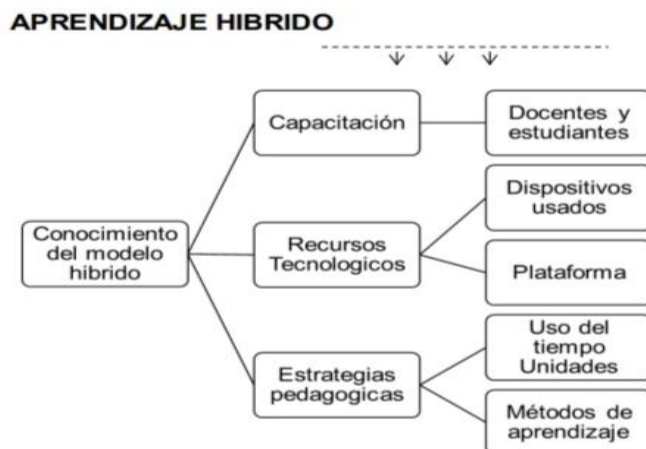 APRENDIZAJE HIBRIDO
Capacitación
Docentes y
estudiantes
Conocimiento
del modelo
hibrido
Recursos
Tecnologicos
Dispositivos
usados
Plataforma
Estrategias
pedagogicas
Uso del
tiempo
Unidades
Métodos de
aprendizaje